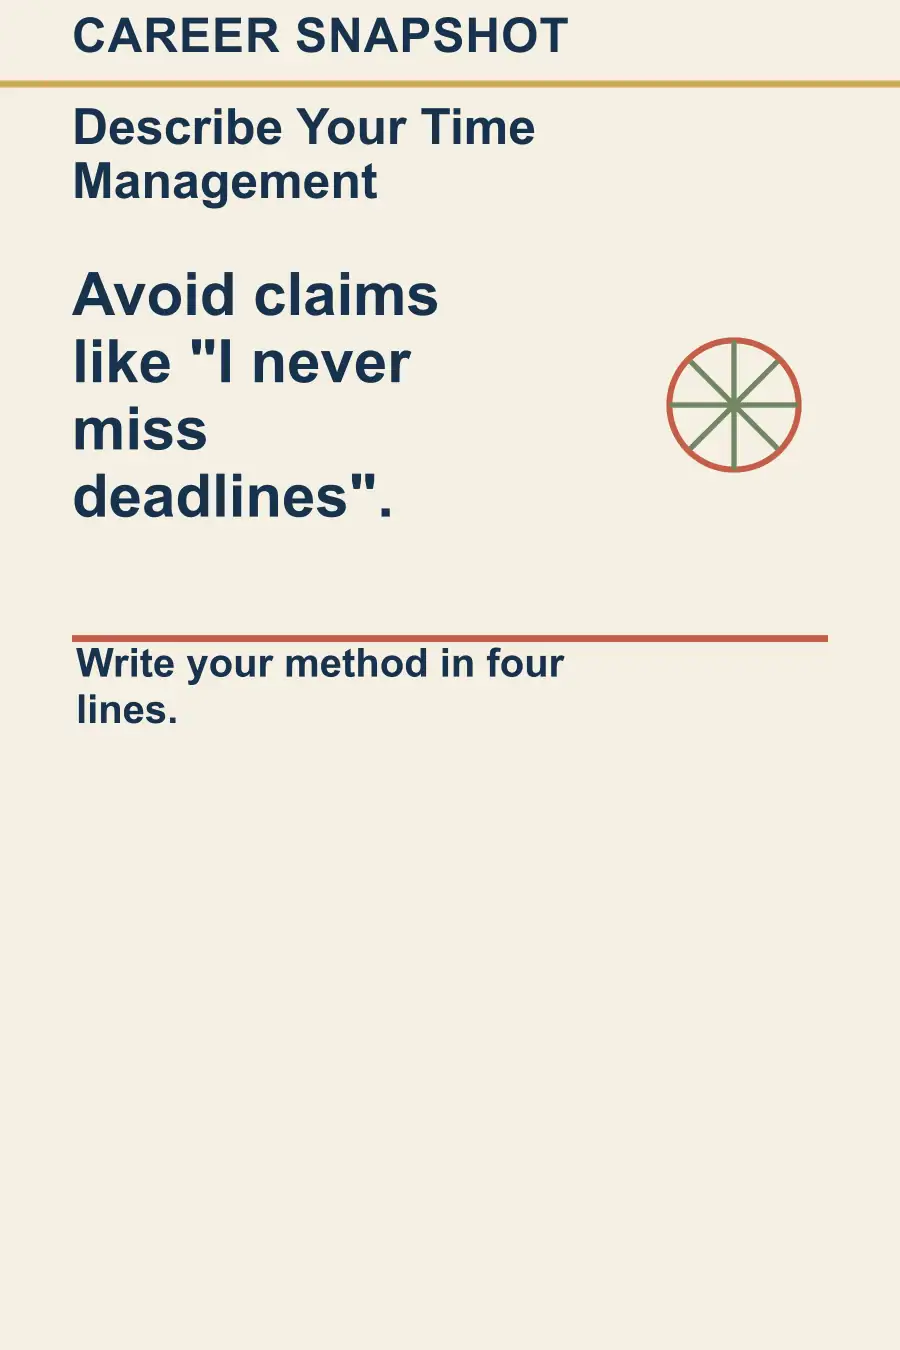 CAREER SNAPSHOT
Describe Your Time
Management
Avoid claims
like "I never
miss
deadlines".
Write your method in four
lines.